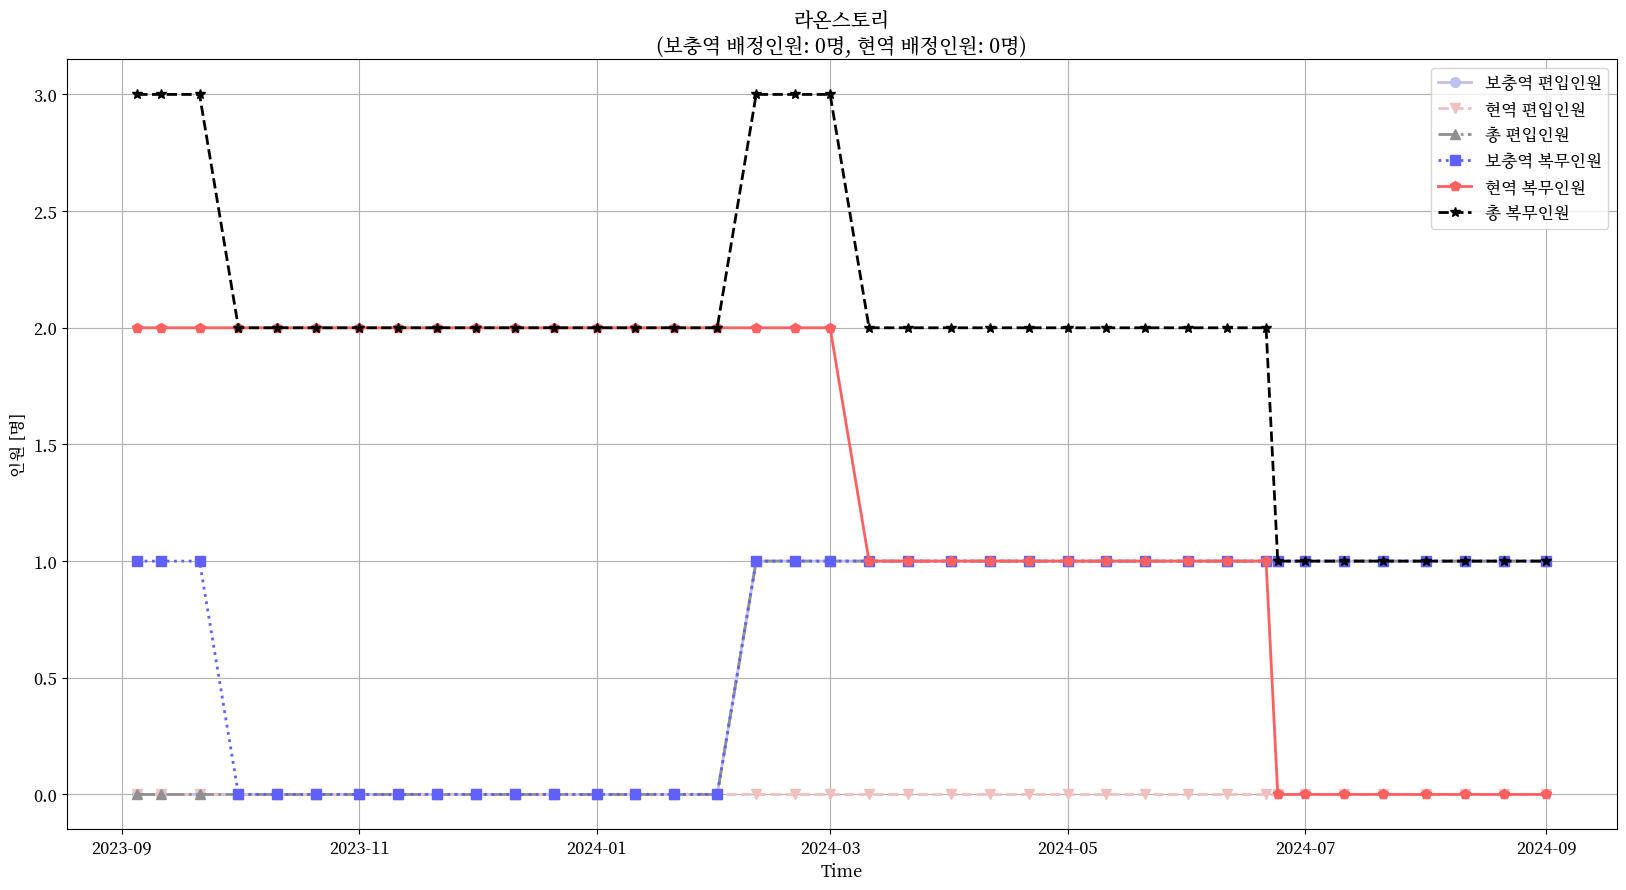 라온스토리
(보충역 배정인원: 0명, 현역 배정인원: 0명)
보충역 편입인원
현역 편입인원
총 편입인원
보충역 복무인원
현역 복무인원
총 복무인원
인원 [명]
3.0
2.5
2.0
1.5
1.0
0.5
0.0
2023-09
2023-11
2024-01
2024-03
2024-05
2024-07
2024-09
Time